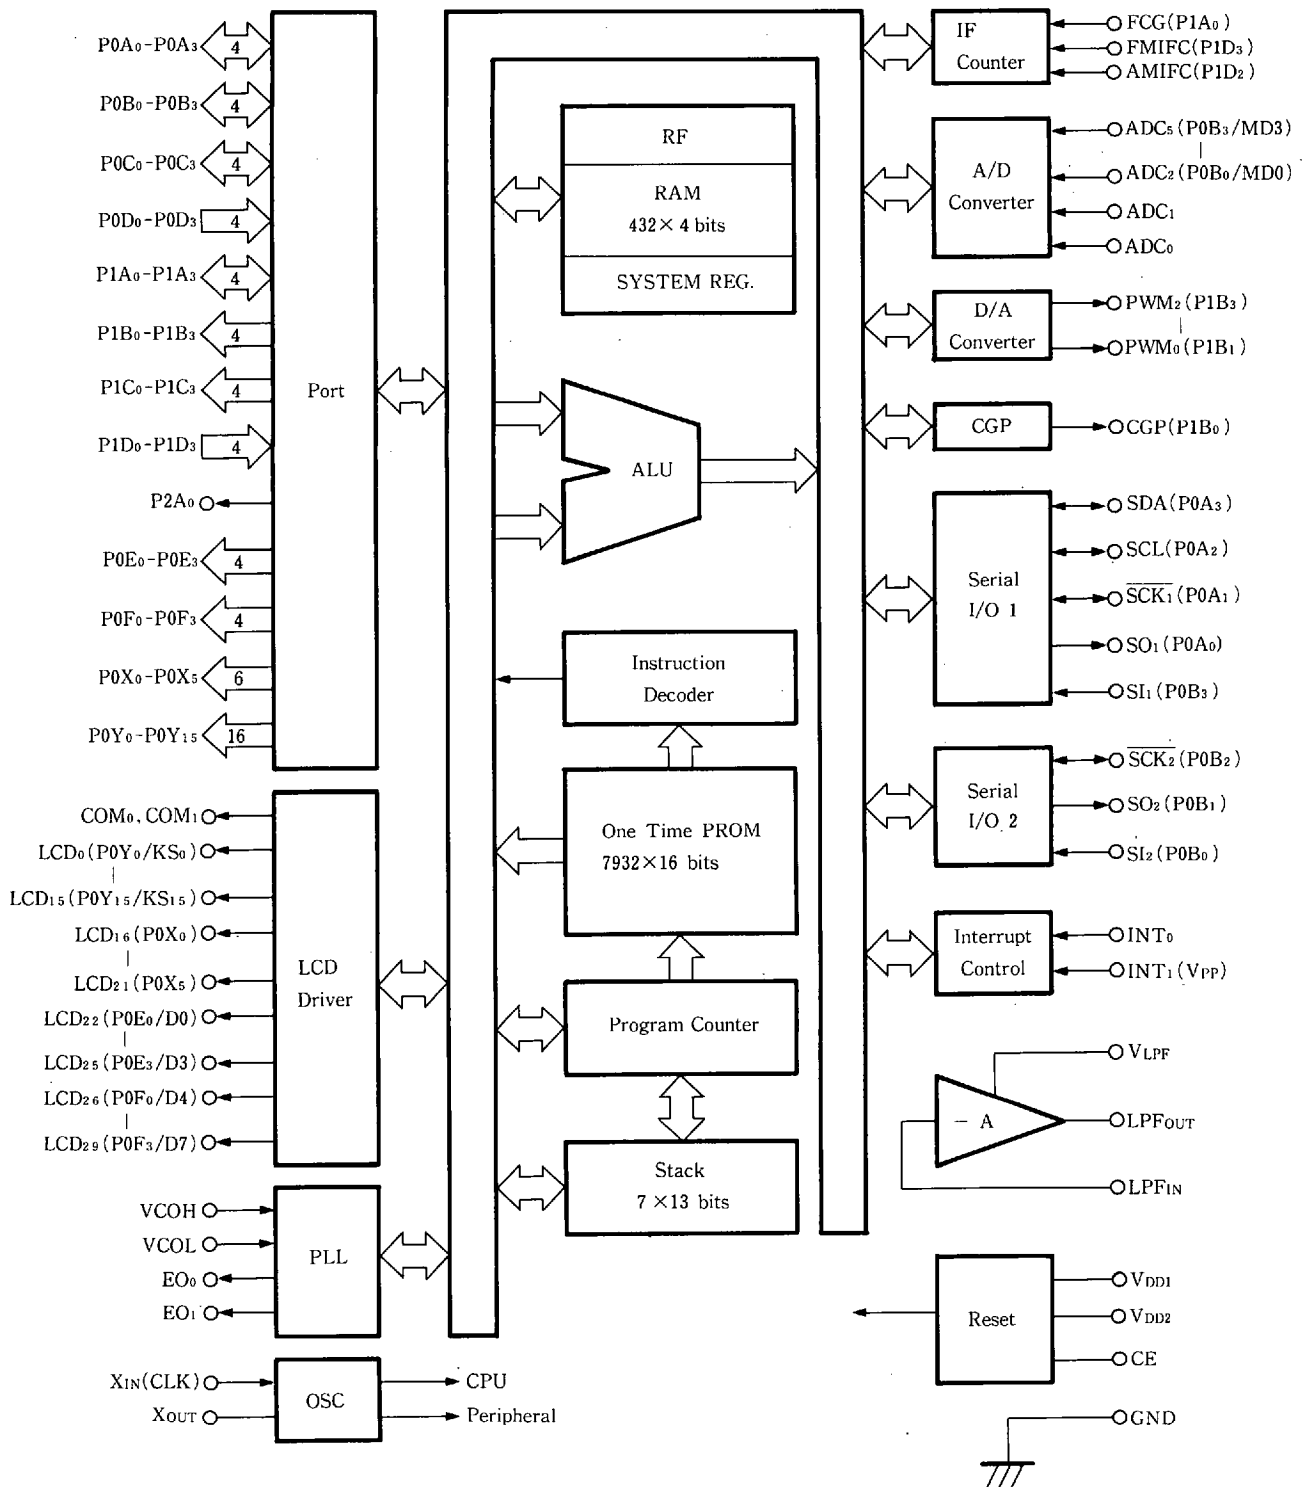 P0A₀-P0A₃
4
P0B₀-P0B₃
4
P0C₀-P0C₃
4
P0D₀-P0D₃
4
P1A₀-P1A₃
4
P1B₀-P1B₃
4
P1C₀-P1C₃
4
P1D₀-P1D₃
4
P2A₀
P0E₀-P0E₃
4
P0F₀-P0F₃
4
P0X₀-P0X₅
6
P0Y₀-P0Y₁₅
16
Port
COM₀, COM₁
LCD₀(P0Y₀/KS₀)
LCD₁₅(P0Y₁₅/KS₁₅)
LCD₁₆(P0X₀)
LCD₂₁(P0X₅)
LCD₂₂(P0E₀/D0)
LCD₂₅(P0E₃/D3)
LCD₂₆(P0F₀/D4)
LCD₂₉(P0F₃/D7)
LCD
Driver
VCOH
VCOL
EO₀
EO₁
PLL
XIN(CLK)
XOUT
OSC
CPU
Peripheral
RF
RAM
432×4 bits
SYSTEM REG.
ALU
Instruction
Decoder
One Time PROM
7932×16 bits
Program Counter
Stack
7×13 bits
IF
Counter
FCG(P1A₀)
FMIFC(P1D₃)
AMIFC(P1D₂)
A/D
Converter
ADC₅(P0B₃/MD3)
ADC₂(P0B₀/MD0)
ADC₁
ADC₀
D/A
Converter
PWM₂(P1B₃)
PWM₀(P1B₁)
CGP
CGP(P1B₀)
Serial
I/O 1
SDA(P0A₃)
SCL(P0A₂)
S̅C̅K̅₁̅(P0A₁)
SO₁(P0A₀)
SI₁(P0B₃)
Serial
I/O 2
S̅C̅K̅₂̅(P0B₂)
SO₂(P0B₁)
SI₂(P0B₀)
Interrupt
Control
INT₀
INT₁(VPP)
VLPF
− A
LPFOUT
LPFIN
Reset
VDD1
VDD2
CE
GND